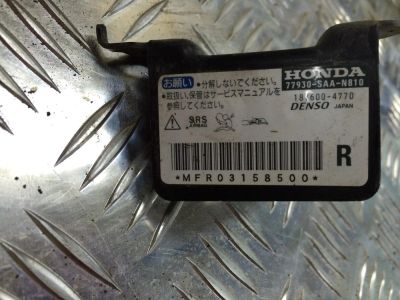 お願い ・分解しないでください。
・取扱い、保管はサービスマニュアルを
参照してください。
HONDA
77930-SAA-N810
DENSO JAPAN
SRS
AIRBAG
R
*MFR03158500*